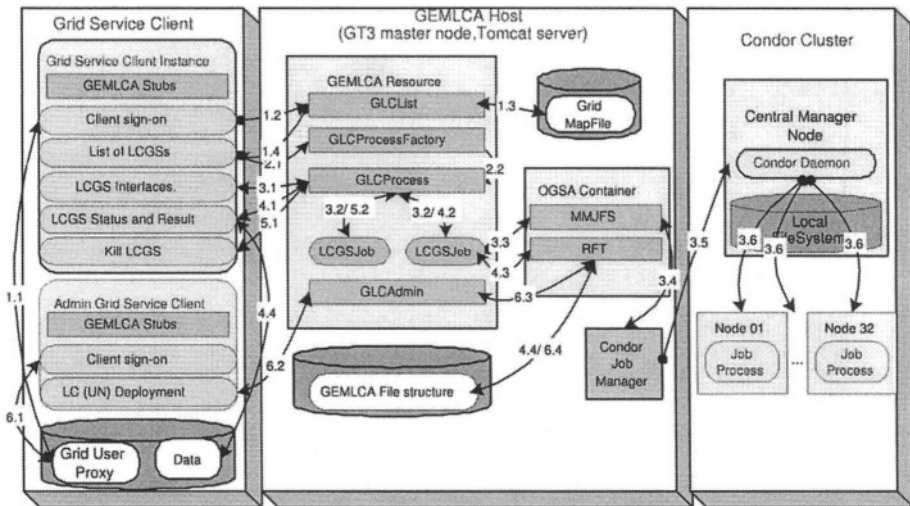 Grid Service Client
Grid Service Client Instance
GEMLCA Stubs
Client sign-on
List of LCGSs
LCGS Interfaces.
LCGS Status and Result
Kill LCGS
Admin Grid Service Client
GEMLCA Stubs
Client sign-on
LC (UN) Deployment
Grid User
Proxy
Data
1.1
6.1
1.2
1.4
2.1
3.1
4.1
5.1
4.4
6.2
GEMLCA Host
(GT3 master node,Tomcat server)
GEMLCA Resource
GLCList
GLCProcessFactory
GLCProcess
3.2/ 5.2
3.2/ 4.2
LCGSJob
LCGSJob
GLCAdmin
GEMLCA File structure
1.3
Grid
MapFile
2.2
OGSA Container
MMJFS
RFT
3.3
4.3
6.3
3.4
4.4/ 6.4
Condor
Job
Manager
3.5
Condor Cluster
Central Manager
Node
Condor Daemon
Local
FileSystem
3.6
3.6
3.6
Node 01
Job
Process
...
Node 32
Job
Process